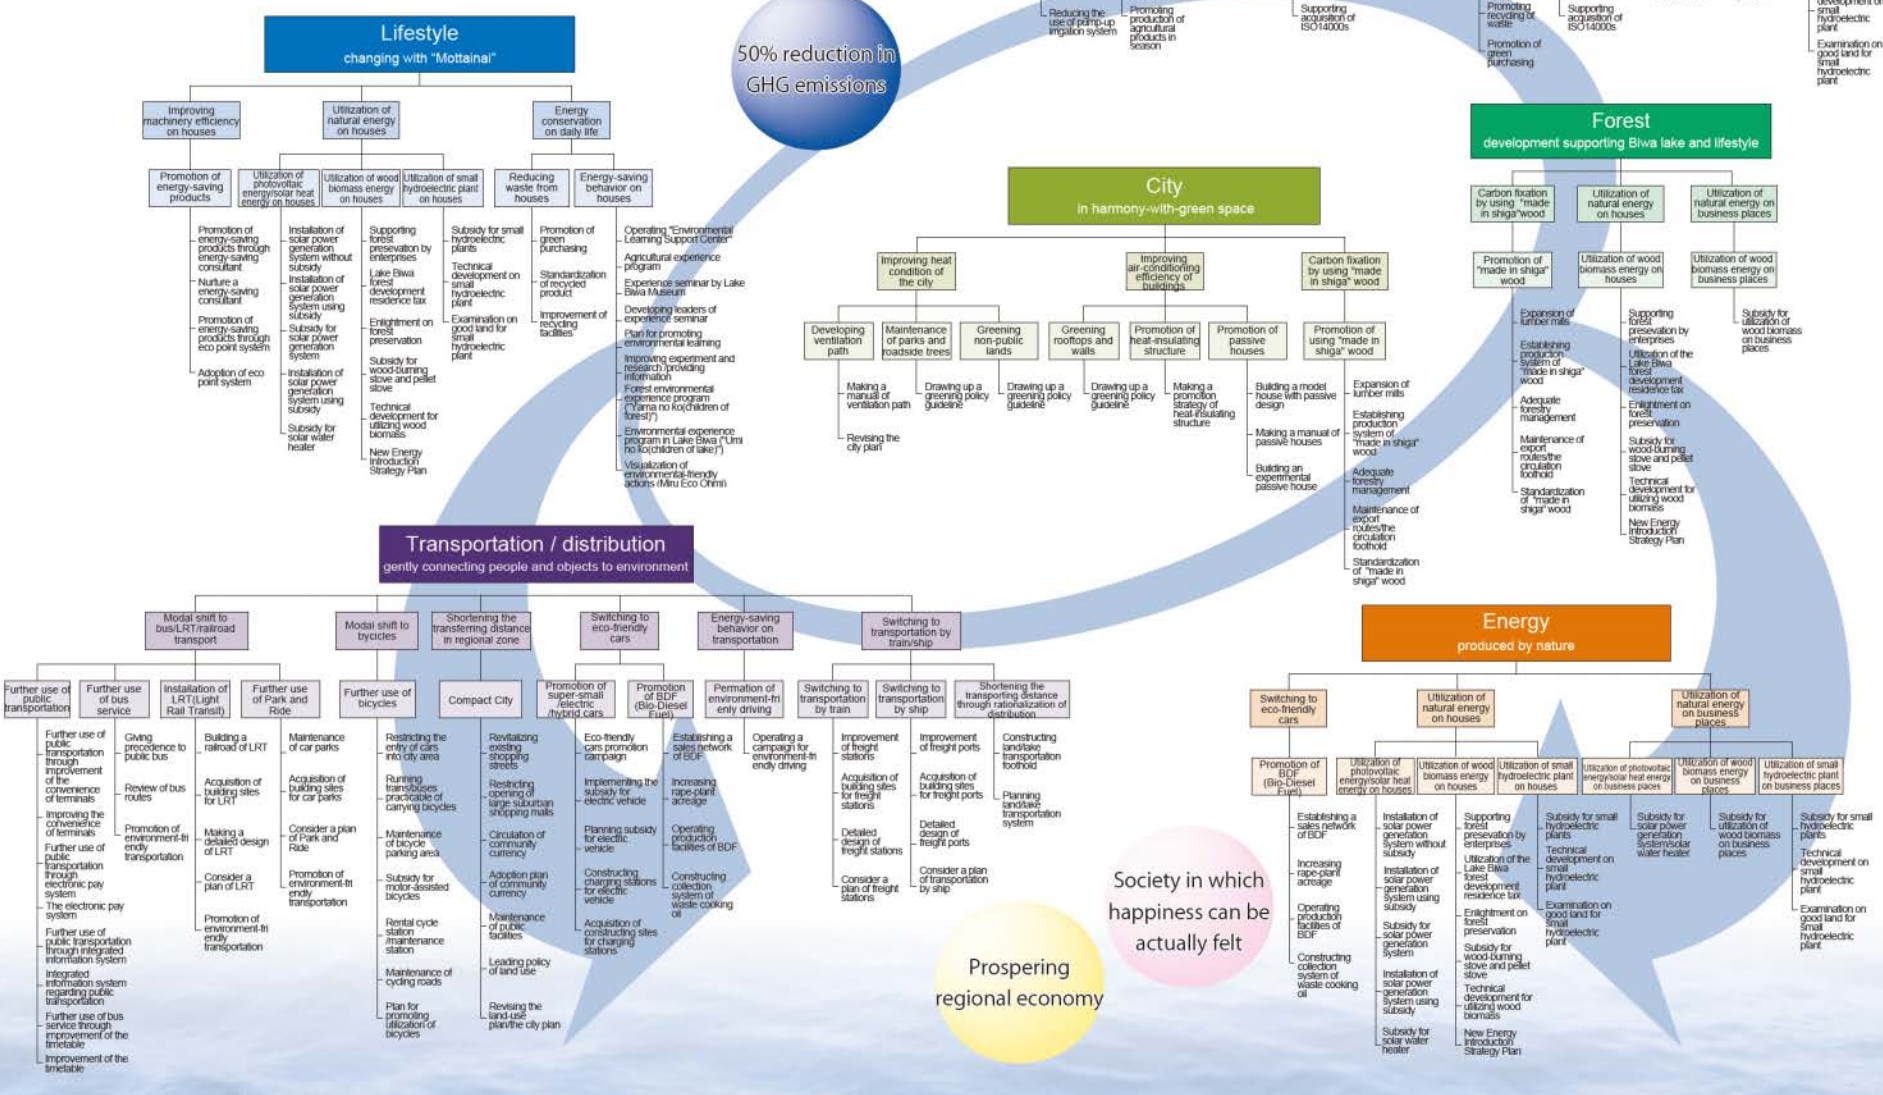 Reducing the
use of pump-up
irrigation system
Promoting
production of
agricultural
products in
season
Supporting
acquisition of
ISO14000s
Promoting
recycling of
waste
Promotion of
green
purchasing
Supporting
acquisition of
ISO14000s
small
hydroelectric
plant
Examination on
good land for
small
hydroelectric
plant
50% reduction in
GHG emissions
Lifestyle
changing with "Mottainai"
Improving
machinery efficiency
on houses
Utilization of
natural energy
on houses
Energy
conservation
on daily life
Promotion of
energy-saving
products
Utilization of
photovoltaic
energy/solar heat
energy on houses
Utilization of wood
biomass energy
on houses
Utilization of small
hydroelectric plant
on houses
Reducing
waste from
houses
Energy-saving
behavior on
houses
Promotion of
energy-saving
products through
energy-saving
consultant
Nurture a
energy-saving
consultant
Promotion of
energy-saving
products through
eco point system
Adoption of eco
point system
Installation of
solar power
generation
system without
subsidy
Installation of
solar power
generation
system using
subsidy
Subsidy for
solar power
generation
system
Installation of
solar power
generation
system using
subsidy
Subsidy for
solar water
heater
Supporting
forest
presevation by
enterprises
Lake Biwa
forest
development
residence tax
Enlightment on
forest
preservation
Subsidy for
wood-burning
stove and pellet
stove
Technical
development for
utilizing wood
biomass
New Energy
Introduction
Strategy Plan
Subsidy for small
hydroelectric
plants
Technical
development on
small
hydroelectric
plant
Examination on
good land for
small
hydroelectric
plant
Promotion of
green
purchasing
Standardization
of recycled
product
Improvement of
recycling
facilities
Operating "Environmental
Learning Support Center"
Agricultural experience
program
Experience seminar by Lake
Biwa Museum
Developing leaders of
experience seminar
Plan for promoting
environmental learning
Improving experiment and
research /providing
information
Forest environmental
experience program
("Yama no ko(children of
forest)")
Environmental experience
program in Lake Biwa ("Umi
no ko(children of lake)")
Visualization of
environmental-friendly
actions (Miru Eco Ohmi)
City
in harmony-with-green space
Improving heat
condition of
the city
Improving
air-conditioning
efficiency of
buildings
Carbon fixation
by using "made
in shiga" wood
Developing
ventilation
path
Maintenance
of parks and
roadside trees
Greening
non-public
lands
Greening
rooftops and
walls
Promotion of
heat-insulating
structure
Promotion of
passive
houses
Promotion of
using "made in
shiga" wood
Making a
manual of
ventilation path
Revising the
city plan
Drawing up a
greening policy
guideline
Drawing up a
greening policy
guideline
Drawing up a
greening policy
guideline
Making a
promotion
strategy of
heat-insulating
structure
Building a model
house with passive
design
Making a manual of
passive houses
Building an
experimental
passive house
Expansion of
lumber mills
Establishing
production
system of
"made in shiga"
wood
Adequate
forestry
management
Maintenance of
export
routes/the
circulation
foothold
Standardization
of "made in
shiga" wood
Forest
development supporting Biwa lake and lifestyle
Carbon fixation
by using "made
in shiga"wood
Utilization of
natural energy
on houses
Utilization of
natural energy on
business places
Promotion of
"made in shiga"
wood
Utilization of wood
biomass energy on
houses
Utilization of wood
biomass energy on
business places
Expansion of
lumber mills
Establishing
production
system of
"made in shiga"
wood
Adequate
forestry
management
Maintenance of
export
routes/the
circulation
foothold
Standardization
of "made in
shiga" wood
Supporting
forest
presevation by
enterprises
Utilization of the
Lake Biwa
forest
development
residence tax
Enlightment on
forest
preservation
Subsidy for
wood-burning
stove and pellet
stove
Technical
development for
utilizing wood
biomass
New Energy
Introduction
Strategy Plan
Subsidy for
utilization of
wood biomass
on business
places
Transportation / distribution
gently connecting people and objects to environment
Modal shift to
bus/LRT/railroad
transport
Modal shift to
bycicles
Shortening the
transferring distance
in regional zone
Switching to
eco-friendly
cars
Energy-saving
behavior on
transportation
Switching to
transportation by
train/ship
Further use of
public
transportation
Further use
of bus
service
Installation of
LRT(Light
Rail Transit)
Further use
of Park and
Ride
Further use of
bicycles
Compact City
Promotion of
super-small
/electric
/hybrid cars
Promotion
of BDF
(Bio-Diesel
Fuel)
Permation of
environment-fri
enly driving
Switching to
transportation
by train
Switching to
transportation
by ship
Shortening the
transporting distance
through rationalization of
distribution
Further use of
public
transportation
through
improvement
of the
convenience
of terminals
Improving the
convenience
of terminals
Further use of
public
transportation
through
electronic pay
system
The electronic pay
system
Further use of
public transportation
through integrated
information system
Integrated
information system
regarding public
transportation
Further use of bus
service through
improvement of the
timetable
Improvement of the
timetable
Giving
precedence to
public bus
Review of bus
routes
Promotion of
environment-fri
endly
transportation
Building a
railroad of LRT
Acquisition of
building sites
for LRT
Making a
detailed design
of LRT
Consider a
plan of LRT
Promotion of
environment-fri
endly
transportation
Maintenance
of car parks
Acquisition of
building sites
for car parks
Consider a plan
of Park and
Ride
Promotion of
environment-fri
endly
transportation
Restricting the
entry of cars
into city area
Running
trains/buses
practicable of
carrying bicycles
Maintenance
of bicycle
parking area
Subsidy for
motor-assisted
bicycles
Rental cycle
station
/maintenance
station
Maintenance of
cycling roads
Plan for
promoting
utilization of
bicycles
Revitalizing
existing
shopping
streets
Restricting
opening of
large suburban
shopping malls
Circulation of
community
currency
Adoption plan
of community
currency
Maintenance
of public
facilities
Leading policy
of land use
Revising the
land-use
plan/the city plan
Eco-friendly
cars promotion
campaign
Implementing the
subsidy for
electric vehicle
Planning subsidy
for electric
vehicle
Constructing
charging stations
for electric
vehicle
Acquisition of
constructing sites
for charging
stations
Establishing a
sales network
of BDF
Increasing
rape-plant
acreage
Operating
production
facilities of BDF
Constructing
collection
system of
waste cooking
oil
Operating a
campaign for
environment-fri
endly driving
Improvement
of freight
stations
Acquisition of
building sites
for freight
stations
Detailed
design of
freight stations
Consider a
plan of freight
stations
Improvement
of freight ports
Acquisition of
building sites
for freight ports
Detailed
design of
freight ports
Consider a plan
of transportation
by ship
Constructing
land/lake
transportation
foothold
Planning
land/lake
transportation
system
Prospering
regional economy
Society in which
happiness can be
actually felt
Energy
produced by nature
Switching to
eco-friendly
cars
Utilization of
natural energy
on houses
Utilization of
natural energy
on business
places
Promotion of
BDF
(Bio-Diesel
Fuel)
Utilization of
photovoltaic
energy/solar heat
energy on houses
Utilization of wood
biomass energy
on houses
Utilization of small
hydroelectric plant
on houses
Utilization of photovoltaic
energy/solar heat energy
on business places
Utilization of wood
biomass energy
on business
places
Utilization of small
hydroelectric plant
on business places
Establishing a
sales network
of BDF
Increasing
rape-plant
acreage
Operating
production
facilities of
BDF
Constructing
collection
system of
waste cooking
oil
Installation of
solar power
generation
system without
subsidy
Installation of
solar power
generation
system using
subsidy
Subsidy for
solar power
generation
system
Installation of
solar power
generation
system using
subsidy
Subsidy for
solar water
heater
Supporting
forest
presevation by
enterprises
Utilization of the
Lake Biwa
forest
development
residence tax
Enlightment on
forest
preservation
Subsidy for
wood-burning
stove and pellet
stove
Technical
development for
utilizing wood
biomass
New Energy
Introduction
Strategy Plan
Subsidy for small
hydroelectric
plants
Technical
development on
small
hydroelectric
plant
Examination on
good land for
small
hydroelectric
plant
Subsidy for
solar power
generation
system/solar
water heater
Subsidy for
utilization of
wood biomass
on business
places
Subsidy for small
hydroelectric
plants
Technical
development on
small
hydroelectric
plant
Examination on
good land for
small
hydroelectric
plant